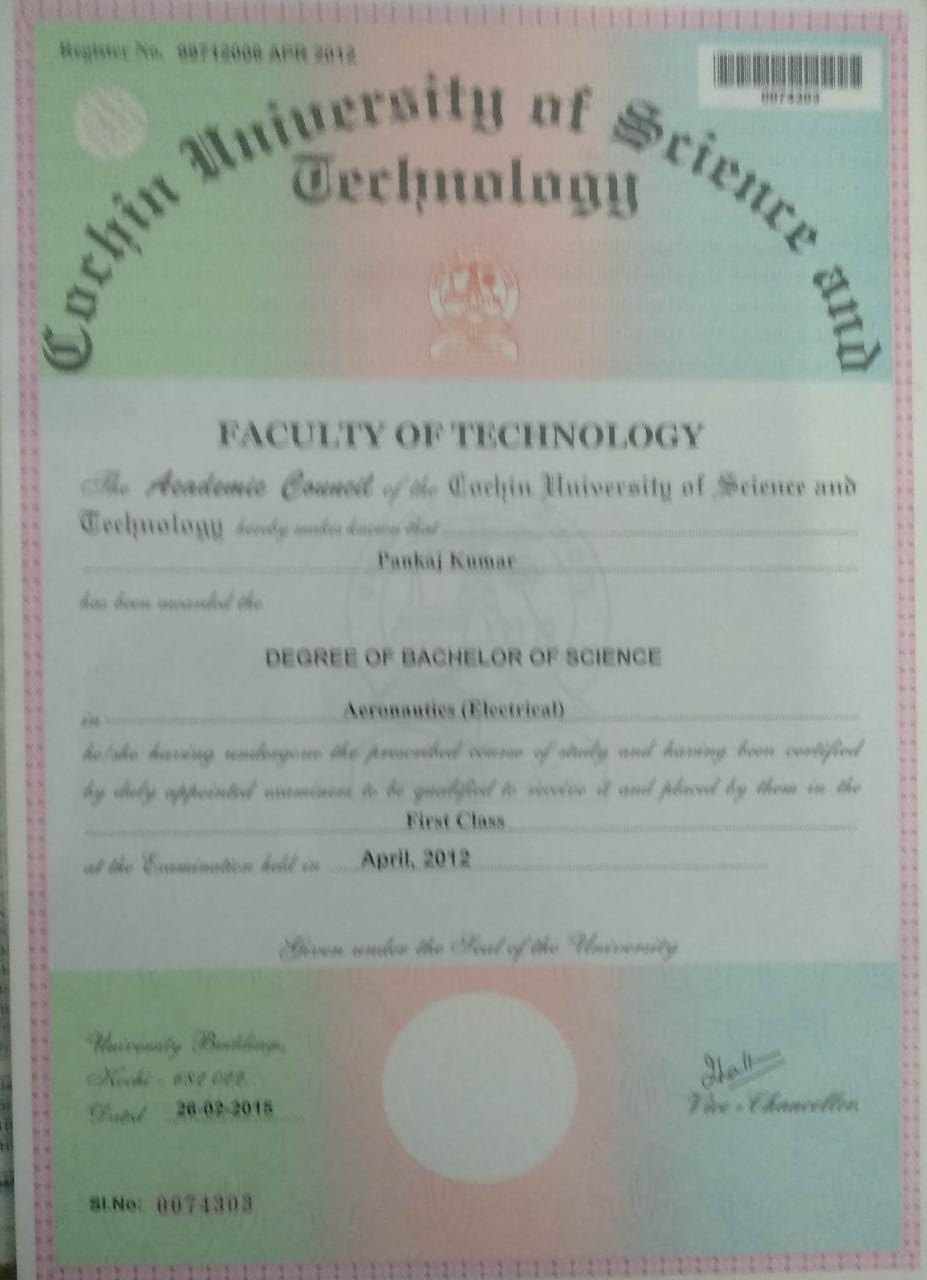 Register No. 99712006 APR 2012
0074303
Cochin University of Science and
Technology
FACULTY OF TECHNOLOGY
The Academic Council of the Cochin University of Science and
Technology hereby makes known that
Pankaj Kumar
has been awarded the
DEGREE OF BACHELOR OF SCIENCE
in Aeronautics (Electrical)
he/she having undergone the prescribed course of study and having been certified
by duly appointed examiners to be qualified to receive it and placed by them in the
First Class
at the Examination held in April, 2012
Given under the Seal of the University
University Buildings,
Kochi - 682 022.
Dated 26-02-2015
Vice - Chancellor.
Sl.No: 0074303